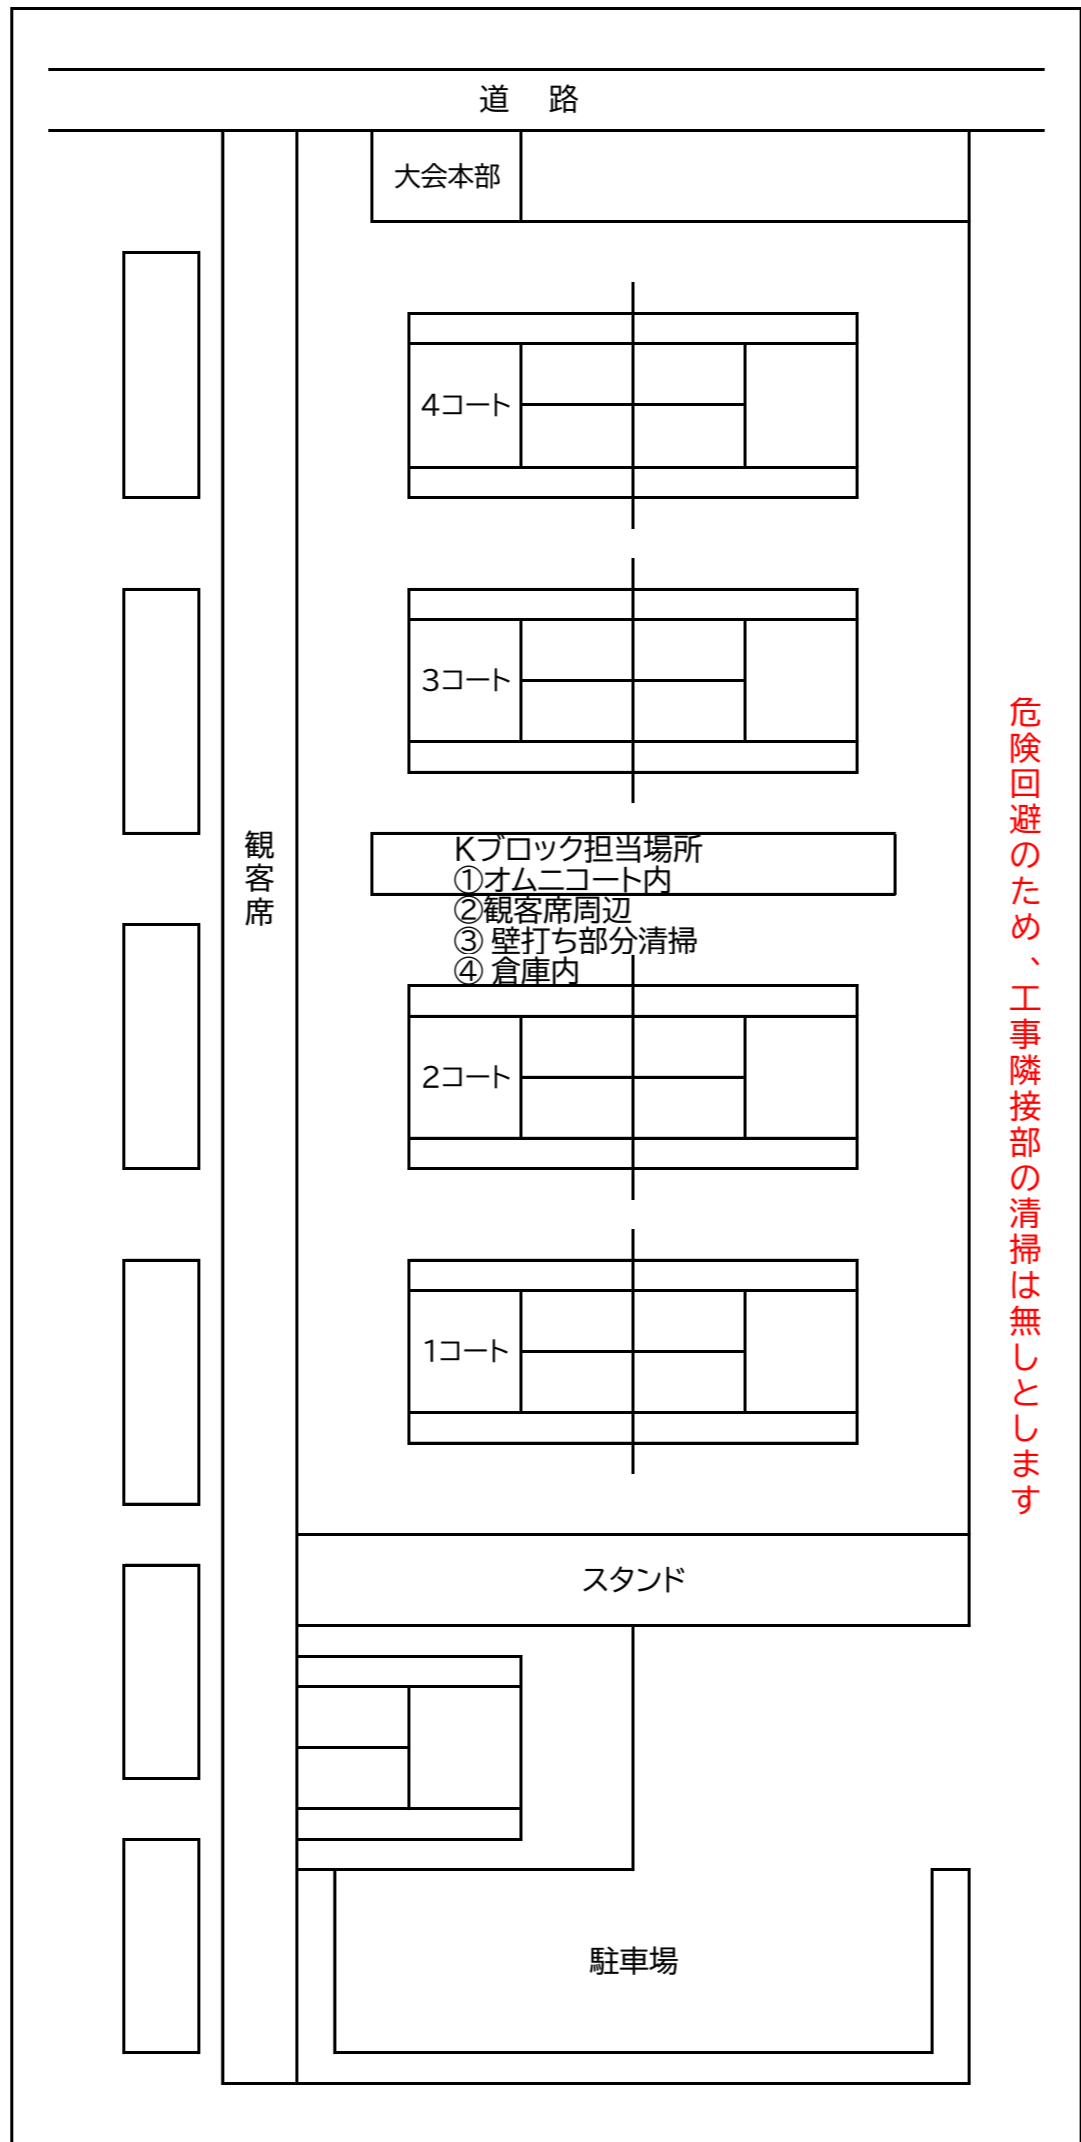 道　路
大会本部
4コート
3コート
観客席
Kブロック担当場所
①オムニコート内
②観客席周辺
③ 壁打ち部分清掃
④ 倉庫内
2コート
1コート
危険回避のため、工事隣接部の清掃は無しとします
スタンド
駐車場